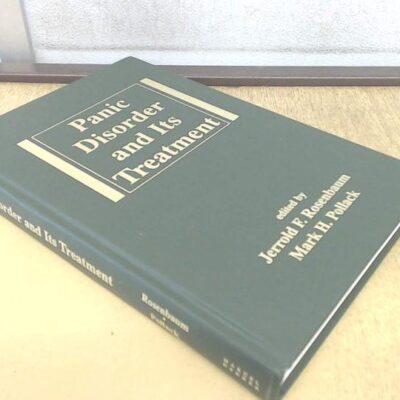 Panic
Disorder
and Its
Treatment
edited by
Jerrold F. Rosenbaum
Mark H. Pollack
order and Its Treatment
Rosenbaum
Pollack